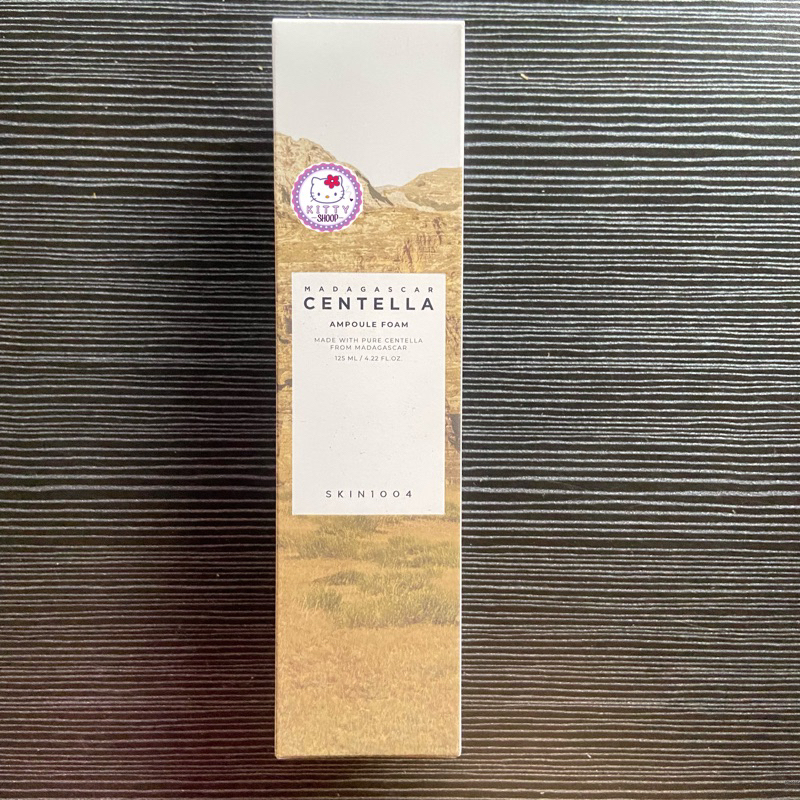 KITTY
SHOOP
MADAGASCAR
CENTELLA
AMPOULE FOAM
MADE WITH PURE CENTELLA
FROM MADAGASCAR
125 ML / 4.22 FL.OZ.
SKIN1004